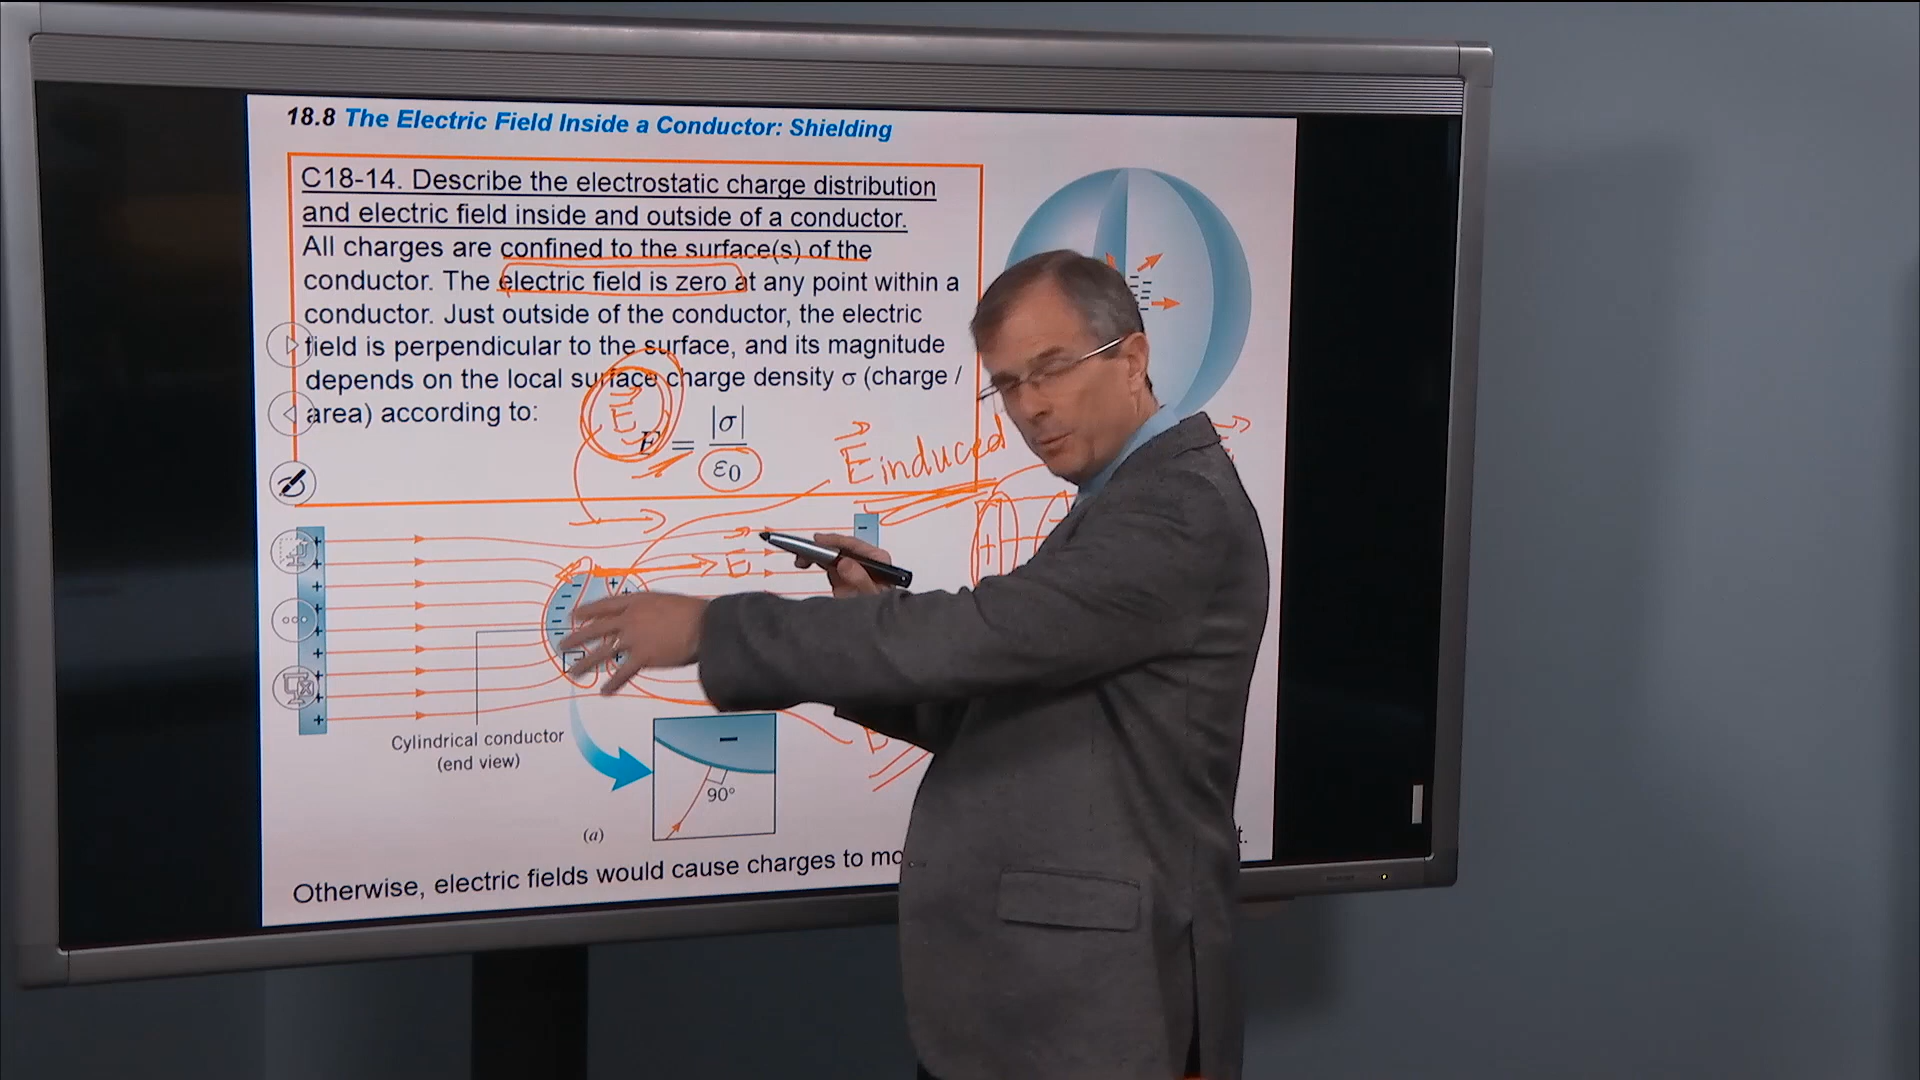 18.8 The Electric Field Inside a Conductor: Shielding
C18-14. Describe the electrostatic charge distribution
and electric field inside and outside of a conductor.
All charges are confined to the surface(s) of the
conductor. The electric field is zero at any point within a
conductor. Just outside of the conductor, the electric
field is perpendicular to the surface, and its magnitude
depends on the local surface charge density σ (charge /
area) according to:
E
E = |σ| / ε0
E induced
E
Cylindrical conductor
(end view)
90°
(a)
Otherwise, electric fields would cause charges to